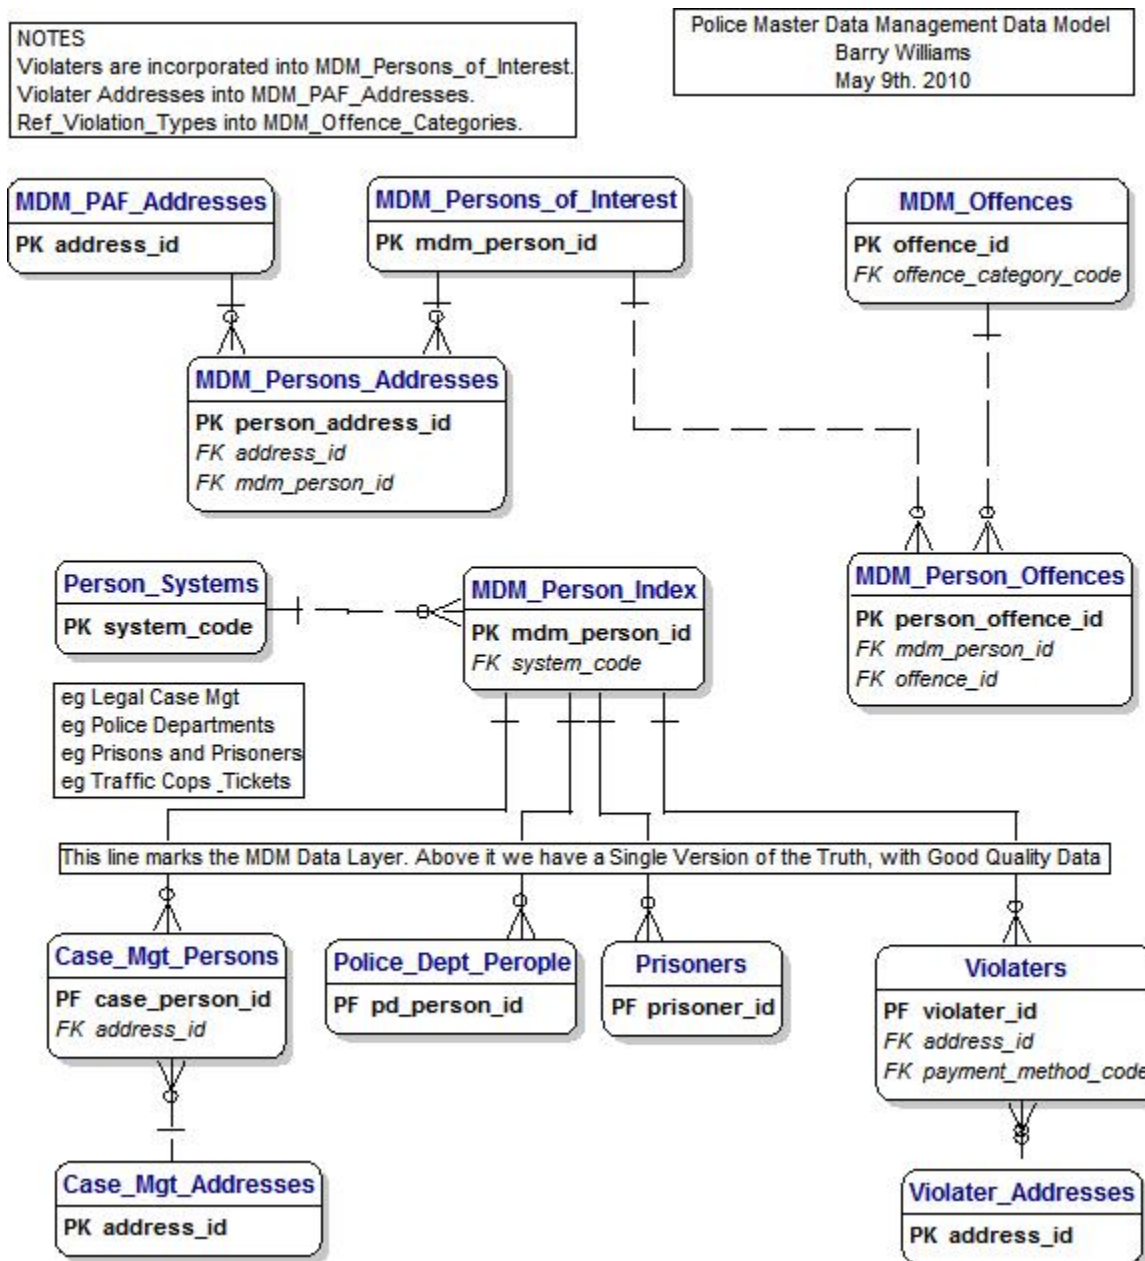 NOTES
Violaters are incorporated into MDM_Persons_of_Interest.
Violater Addresses into MDM_PAF_Addresses.
Ref_Violation_Types into MDM_Offence_Categories.
Police Master Data Management Data Model
Barry Williams
May 9th. 2010
MDM_PAF_Addresses
PK address_id
MDM_Persons_of_Interest
PK mdm_person_id
MDM_Offences
PK offence_id
FK offence_category_code
MDM_Persons_Addresses
PK person_address_id
FK address_id
FK mdm_person_id
Person_Systems
PK system_code
MDM_Person_Index
PK mdm_person_id
FK system_code
MDM_Person_Offences
PK person_offence_id
FK mdm_person_id
FK offence_id
eg Legal Case Mgt
eg Police Departments
eg Prisons and Prisoners
eg Traffic Cops _Tickets
This line marks the MDM Data Layer. Above it we have a Single Version of the Truth, with Good Quality Data
Case_Mgt_Persons
PF case_person_id
FK address_id
Police_Dept_Perople
PF pd_person_id
Prisoners
PF prisoner_id
Violaters
PF violater_id
FK address_id
FK payment_method_code
Case_Mgt_Addresses
PK address_id
Violater_Addresses
PK address_id